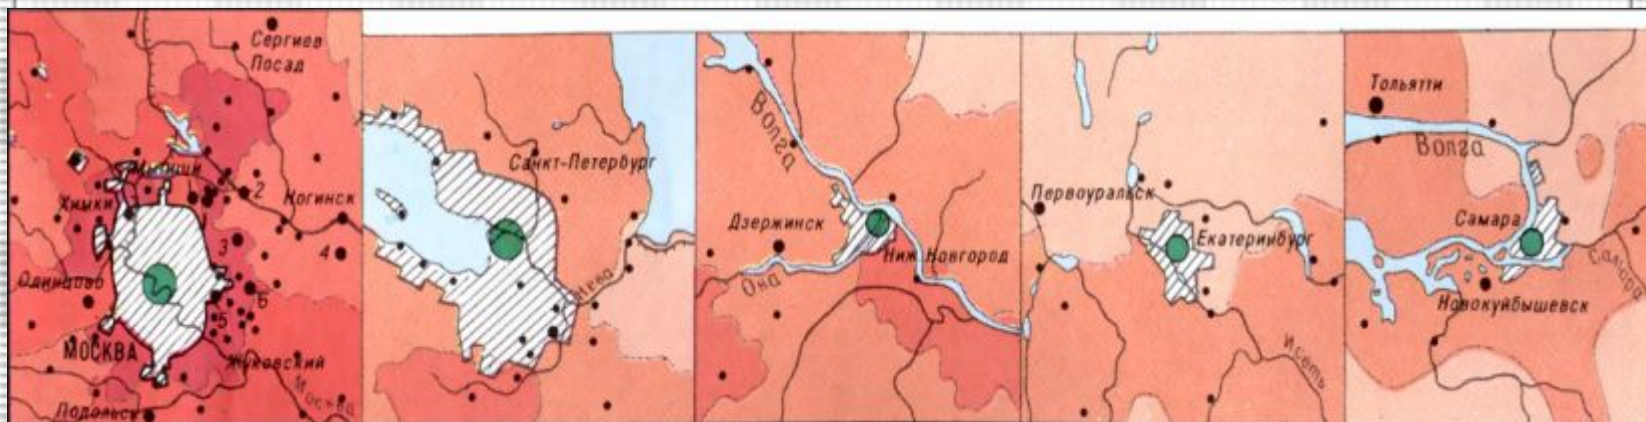 Сергиев
Посад
Мытищи
Химки
2
Ногинск
3
4
Одинцово
6
5
МОСКВА
Жуковский
Москва
Подольск
Санкт-Петербург
Нева
Волга
Дзержинск
Ниж.Новгород
Ока
Первоуральск
Екатеринбург
Исеть
Тольятти
Волга
Самара
Самара
Новокуйбышевск